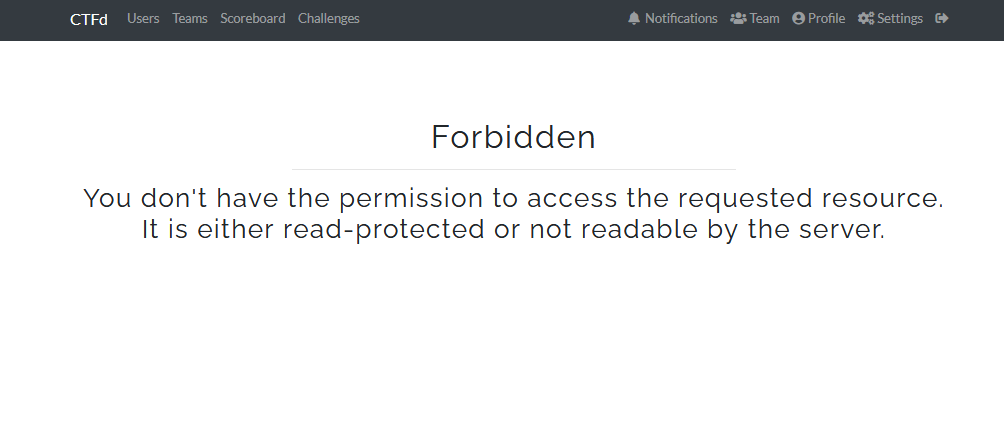 CTFd Users Teams Scoreboard Challenges Notifications Team Profile Settings
Forbidden
You don't have the permission to access the requested resource.
It is either read-protected or not readable by the server.